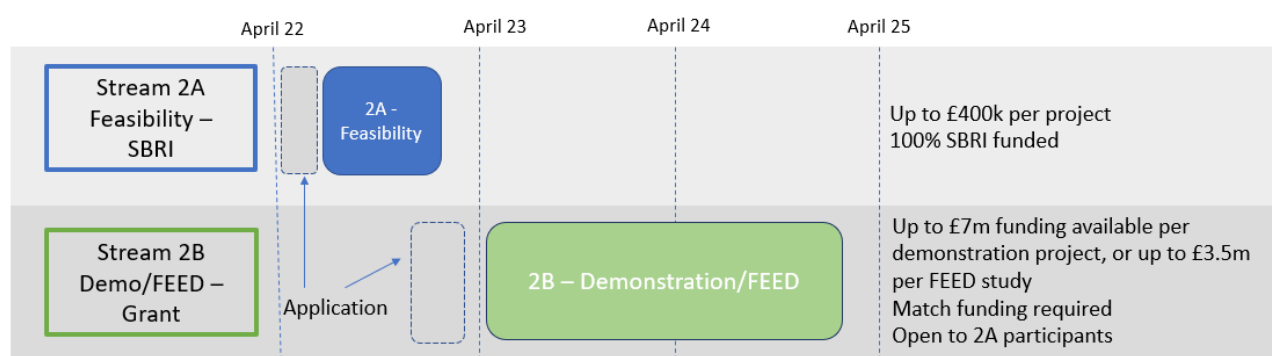 April 22
April 23
April 24
April 25
Stream 2A
Feasibility –
SBRI
2A -
Feasibility
Up to £400k per project
100% SBRI funded
Stream 2B
Demo/FEED –
Grant
Application
2B – Demonstration/FEED
Up to £7m funding available per
demonstration project, or up to £3.5m
per FEED study
Match funding required
Open to 2A participants